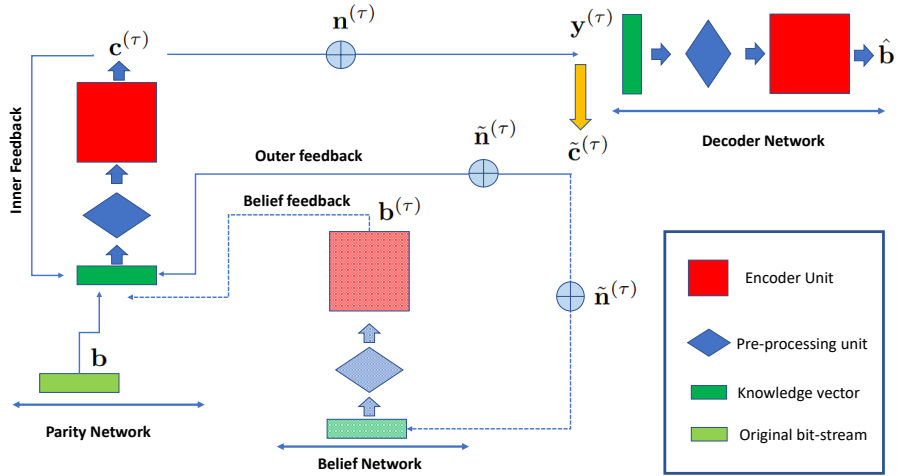 n^(τ)
y^(τ)
c^(τ)
b̂
Decoder Network
Inner Feedback
ñ^(τ)
c̃^(τ)
Outer feedback
Belief feedback
b^(τ)
ñ^(τ)
b
Parity Network
Belief Network
Encoder Unit
Pre-processing unit
Knowledge vector
Original bit-stream